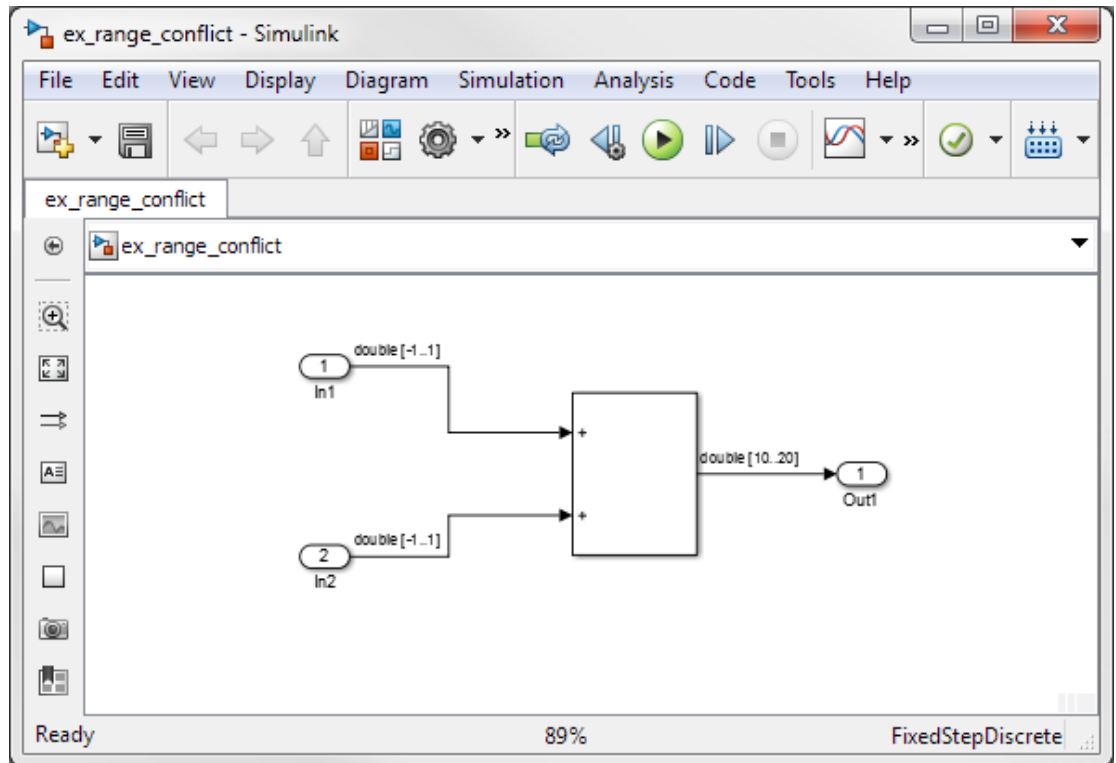 ex_range_conflict - Simulink
File Edit View Display Diagram Simulation Analysis Code Tools Help
ex_range_conflict
ex_range_conflict
double [-1..1]
1
In1
+
double [10..20]
1
Out1
+
double [-1..1]
2
In2
Ready 89% FixedStepDiscrete